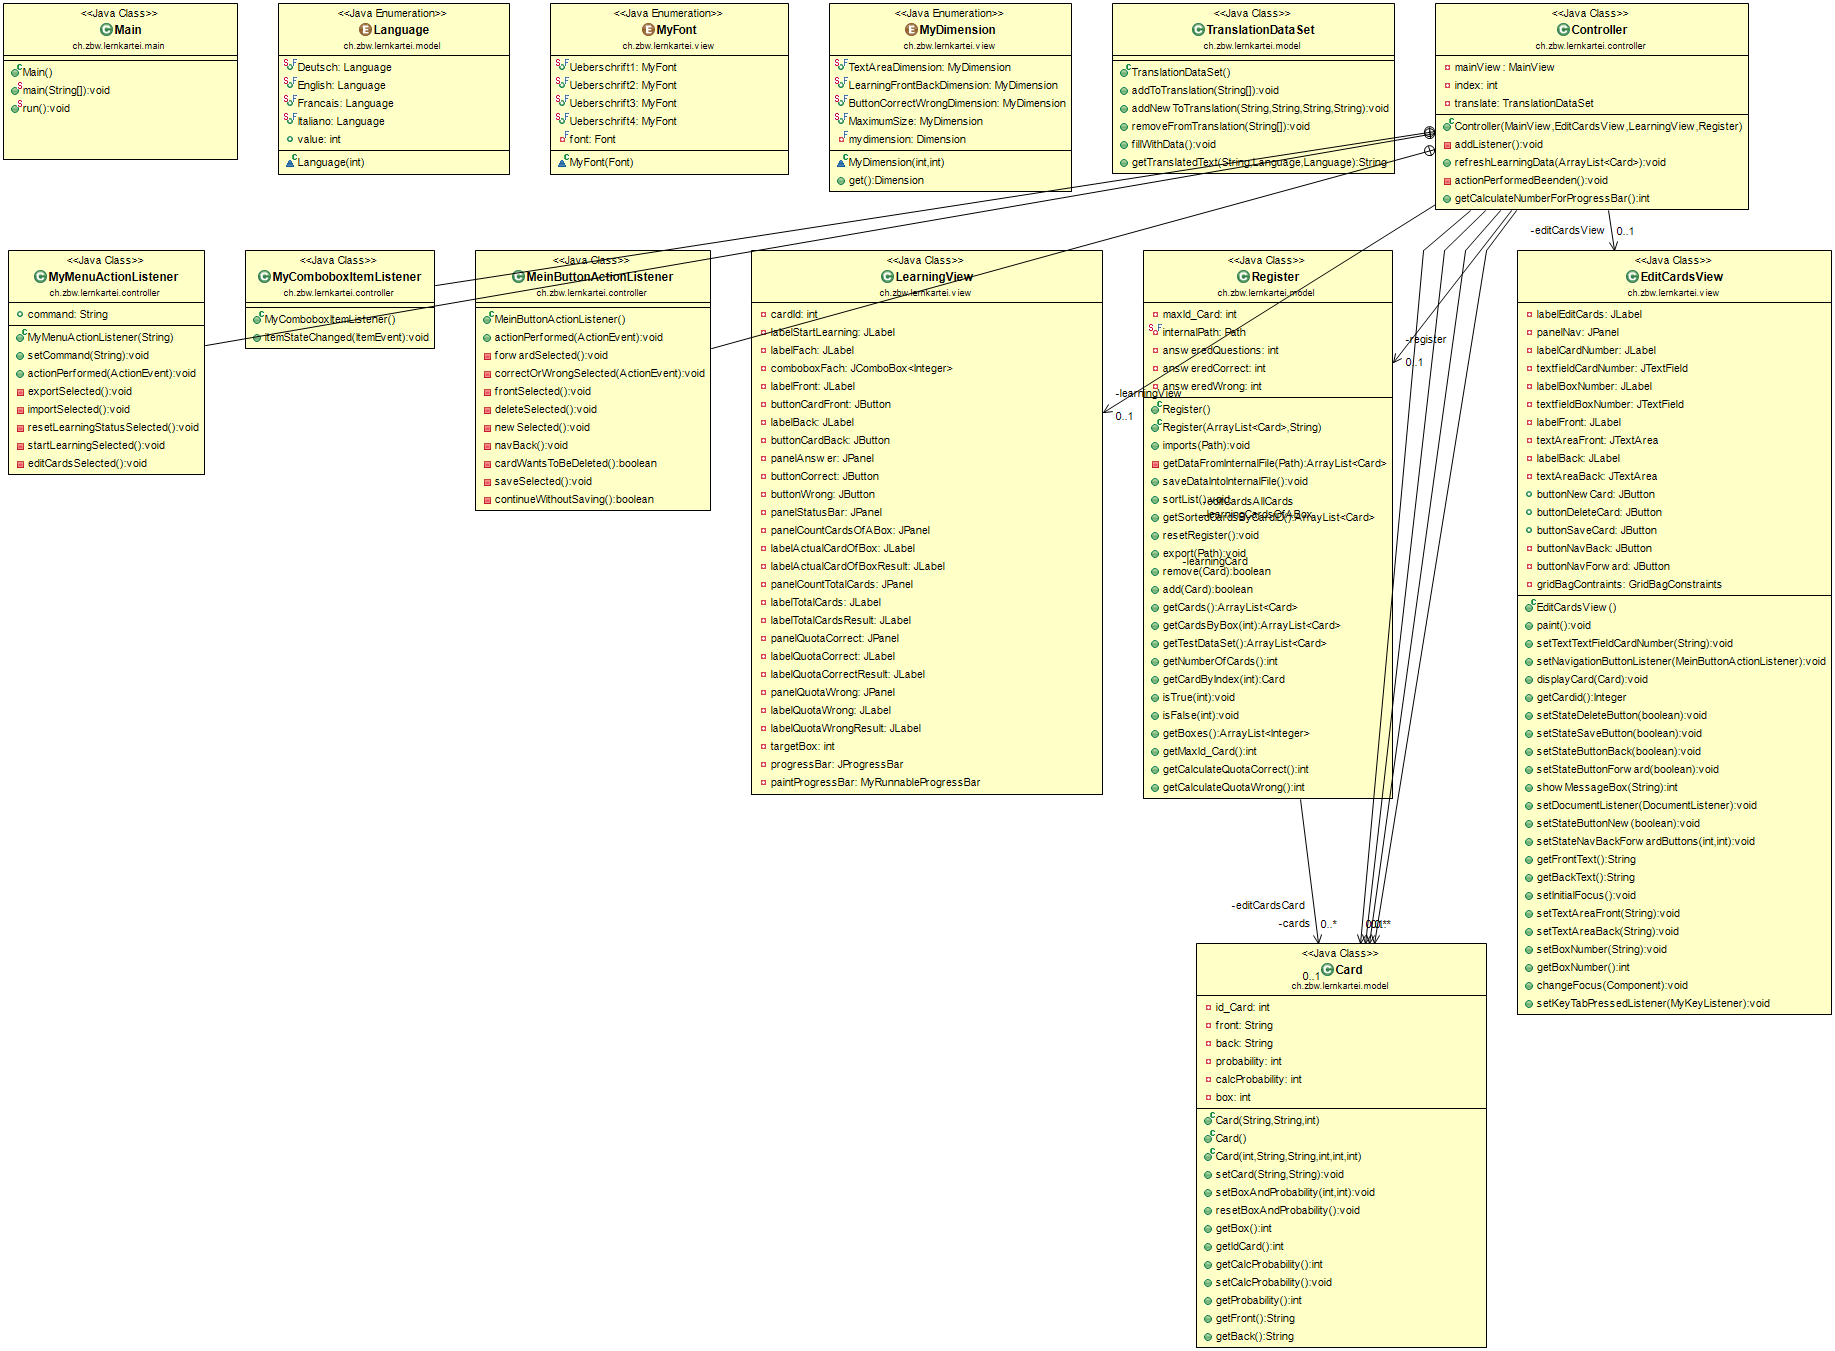 <<Java Class>>
Main
ch.zbw.lernkartei.main
Main()
main(String[]):void
run():void
<<Java Enumeration>>
Language
ch.zbw.lernkartei.model
Deutsch: Language
English: Language
Francais: Language
Italiano: Language
value: int
Language(int)
<<Java Enumeration>>
MyFont
ch.zbw.lernkartei.view
Ueberschrift1: MyFont
Ueberschrift2: MyFont
Ueberschrift3: MyFont
Ueberschrift4: MyFont
font: Font
MyFont(Font)
<<Java Enumeration>>
MyDimension
ch.zbw.lernkartei.view
TextAreaDimension: MyDimension
LearningFrontBackDimension: MyDimension
ButtonCorrectWrongDimension: MyDimension
MaximumSize: MyDimension
mydimension: Dimension
MyDimension(int,int)
get():Dimension
<<Java Class>>
TranslationDataSet
ch.zbw.lernkartei.model
TranslationDataSet()
addToTranslation(String[]):void
addNewToTranslation(String,String,String,String):void
removeFromTranslation(String[]):void
fillWithData():void
getTranslatedText(String,Language,Language):String
<<Java Class>>
Controller
ch.zbw.lernkartei.controller
mainView: MainView
index: int
translate: TranslationDataSet
Controller(MainView,EditCardsView,LearningView,Register)
addListener():void
refreshLearningData(ArrayList<Card>):void
actionPerformedBeenden():void
getCalculateNumberForProgressBar():int
-editCardsView
0..1
<<Java Class>>
MyMenuActionListener
ch.zbw.lernkartei.controller
command: String
MyMenuActionListener(String)
setCommand(String):void
actionPerformed(ActionEvent):void
exportSelected():void
importSelected():void
resetLearningStatusSelected():void
startLearningSelected():void
editCardsSelected():void
<<Java Class>>
MyComboboxItemListener
ch.zbw.lernkartei.controller
MyComboboxItemListener()
itemStateChanged(ItemEvent):void
<<Java Class>>
MeinButtonActionListener
ch.zbw.lernkartei.controller
MeinButtonActionListener()
actionPerformed(ActionEvent):void
forwardSelected():void
correctOrWrongSelected(ActionEvent):void
frontSelected():void
deleteSelected():void
newSelected():void
navBack():void
cardWantsToBeDeleted():boolean
saveSelected():void
continueWithoutSaving():boolean
<<Java Class>>
LearningView
ch.zbw.lernkartei.view
cardId: int
labelStartLearning: JLabel
labelFach: JLabel
comboboxFach: JComboBox<Integer>
labelFront: JLabel
buttonCardFront: JButton
labelBack: JLabel
buttonCardBack: JButton
panelAnswer: JPanel
buttonCorrect: JButton
buttonWrong: JButton
panelStatusBar: JPanel
panelCountCardsOfABox: JPanel
labelActualCardOfBox: JLabel
labelActualCardOfBoxResult: JLabel
panelCountTotalCards: JPanel
labelTotalCards: JLabel
labelTotalCardsResult: JLabel
panelQuotaCorrect: JPanel
labelQuotaCorrect: JLabel
labelQuotaCorrectResult: JLabel
panelQuotaWrong: JPanel
labelQuotaWrong: JLabel
labelQuotaWrongResult: JLabel
targetBox: int
progressBar: JProgressBar
paintProgressBar: MyRunnableProgressBar
-learningView
0..1
<<Java Class>>
Register
ch.zbw.lernkartei.model
maxId_Card: int
internalPath: Path
answeredQuestions: int
answeredCorrect: int
answeredWrong: int
Register()
Register(ArrayList<Card>,String)
imports(Path):void
getDataFromInternalFile(Path):ArrayList<Card>
saveDataIntoInternalFile():void
sortList():void
-editCardsAllCards
-learningCardsOfABox
getSortedCardsByCardID():ArrayList<Card>
resetRegister():void
export(Path):void
-learningCard
remove(Card):boolean
add(Card):boolean
getCards():ArrayList<Card>
getCardsByBox(int):ArrayList<Card>
getTestDataSet():ArrayList<Card>
getNumberOfCards():int
getCardByIndex(int):Card
isTrue(int):void
isFalse(int):void
getBoxes():ArrayList<Integer>
getMaxId_Card():int
getCalculateQuotaCorrect():int
getCalculateQuotaWrong():int
-register
0..1
<<Java Class>>
EditCardsView
ch.zbw.lernkartei.view
labelEditCards: JLabel
panelNav: JPanel
labelCardNumber: JLabel
textfieldCardNumber: JTextField
labelBoxNumber: JLabel
textfieldBoxNumber: JTextField
labelFront: JLabel
textAreaFront: JTextArea
labelBack: JLabel
textAreaBack: JTextArea
buttonNewCard: JButton
buttonDeleteCard: JButton
buttonSaveCard: JButton
buttonNavBack: JButton
buttonNavForward: JButton
gridBagContraints: GridBagConstraints
EditCardsView()
paint():void
setTextTextFieldCardNumber(String):void
setNavigationButtonListener(MeinButtonActionListener):void
displayCard(Card):void
getCardid():Integer
setStateDeleteButton(boolean):void
setStateSaveButton(boolean):void
setStateButtonBack(boolean):void
setStateButtonForward(boolean):void
showMessageBox(String):int
setDocumentListener(DocumentListener):void
setStateButtonNew(boolean):void
setStateNavBackForwardButtons(int,int):void
getFrontText():String
getBackText():String
setInitialFocus():void
setTextAreaFront(String):void
setTextAreaBack(String):void
setBoxNumber(String):void
getBoxNumber():int
changeFocus(Component):void
setKeyTabPressedListener(MyKeyListener):void
-editCardsCard
-cards
0..*
<<Java Class>>
Card
0..1
ch.zbw.lernkartei.model
id_Card: int
front: String
back: String
probability: int
calcProbability: int
box: int
Card(String,String,int)
Card()
Card(int,String,String,int,int,int)
setCard(String,String):void
setBoxAndProbability(int,int):void
resetBoxAndProbability():void
getBox():int
getIdCard():int
getCalcProbability():int
setCalcProbability():void
getProbability():int
getFront():String
getBack():String